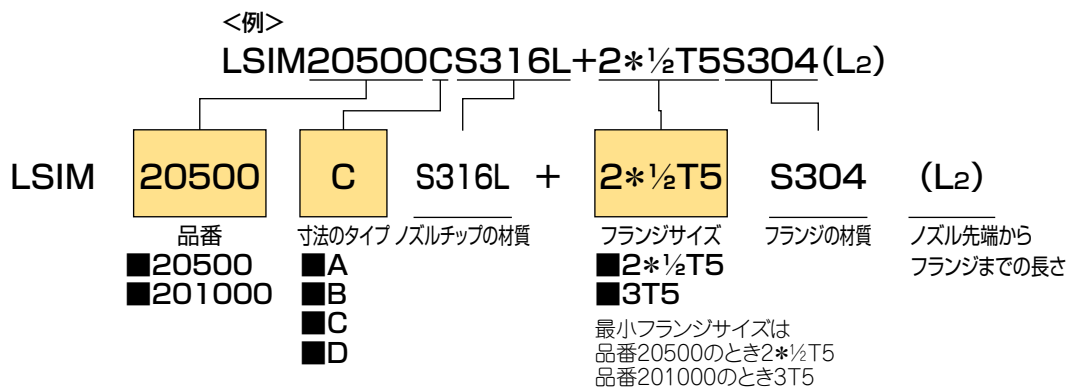 ＜例＞
LSIM20500CS316L+2*½T5S304(L2)
LSIM 20500 C S316L + 2*½T5 S304 (L2)
品番 寸法のタイプ ノズルチップの材質 フランジサイズ フランジの材質 ノズル先端から
フランジまでの長さ
■20500 ■A ■2*½T5
■201000 ■B ■3T5
■C
■D
最小フランジサイズは
品番20500のとき2*½T5
品番201000のとき3T5